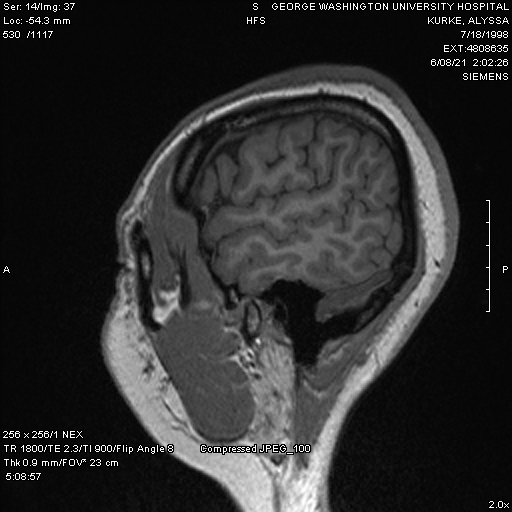 Ser: 14/Img: 37
Loc: -54.3 mm
530 /1117
S
HFS
GEORGE WASHINGTON UNIVERSITY HOSPITAL
KURKE, ALYSSA
7/18/1998
EXT:4808635
6/08/21 2:02:26
SIEMENS
A
P
256 x 256/1 NEX
TR 1800/TE 2.3/TI 900/Flip Angle 8
Thk 0.9 mm/FOV* 23 cm
5:08:57
Compressed JPEG_100
2.0x